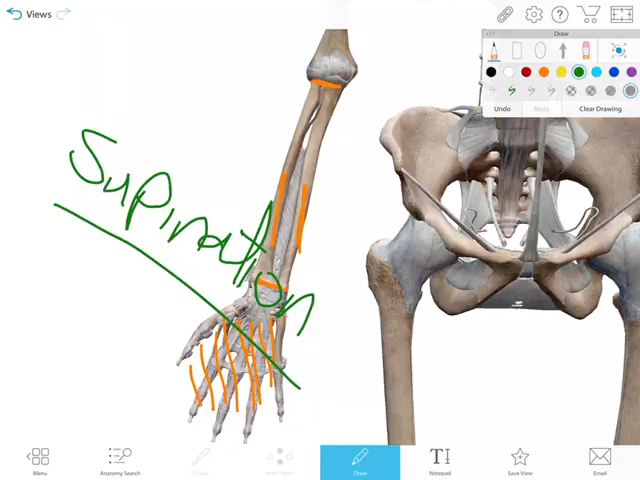 Views
Draw
Undo
Redo
Clear Drawing
Supination
Menu
Anatomy Search
Draw
Notepad
Save View
Email